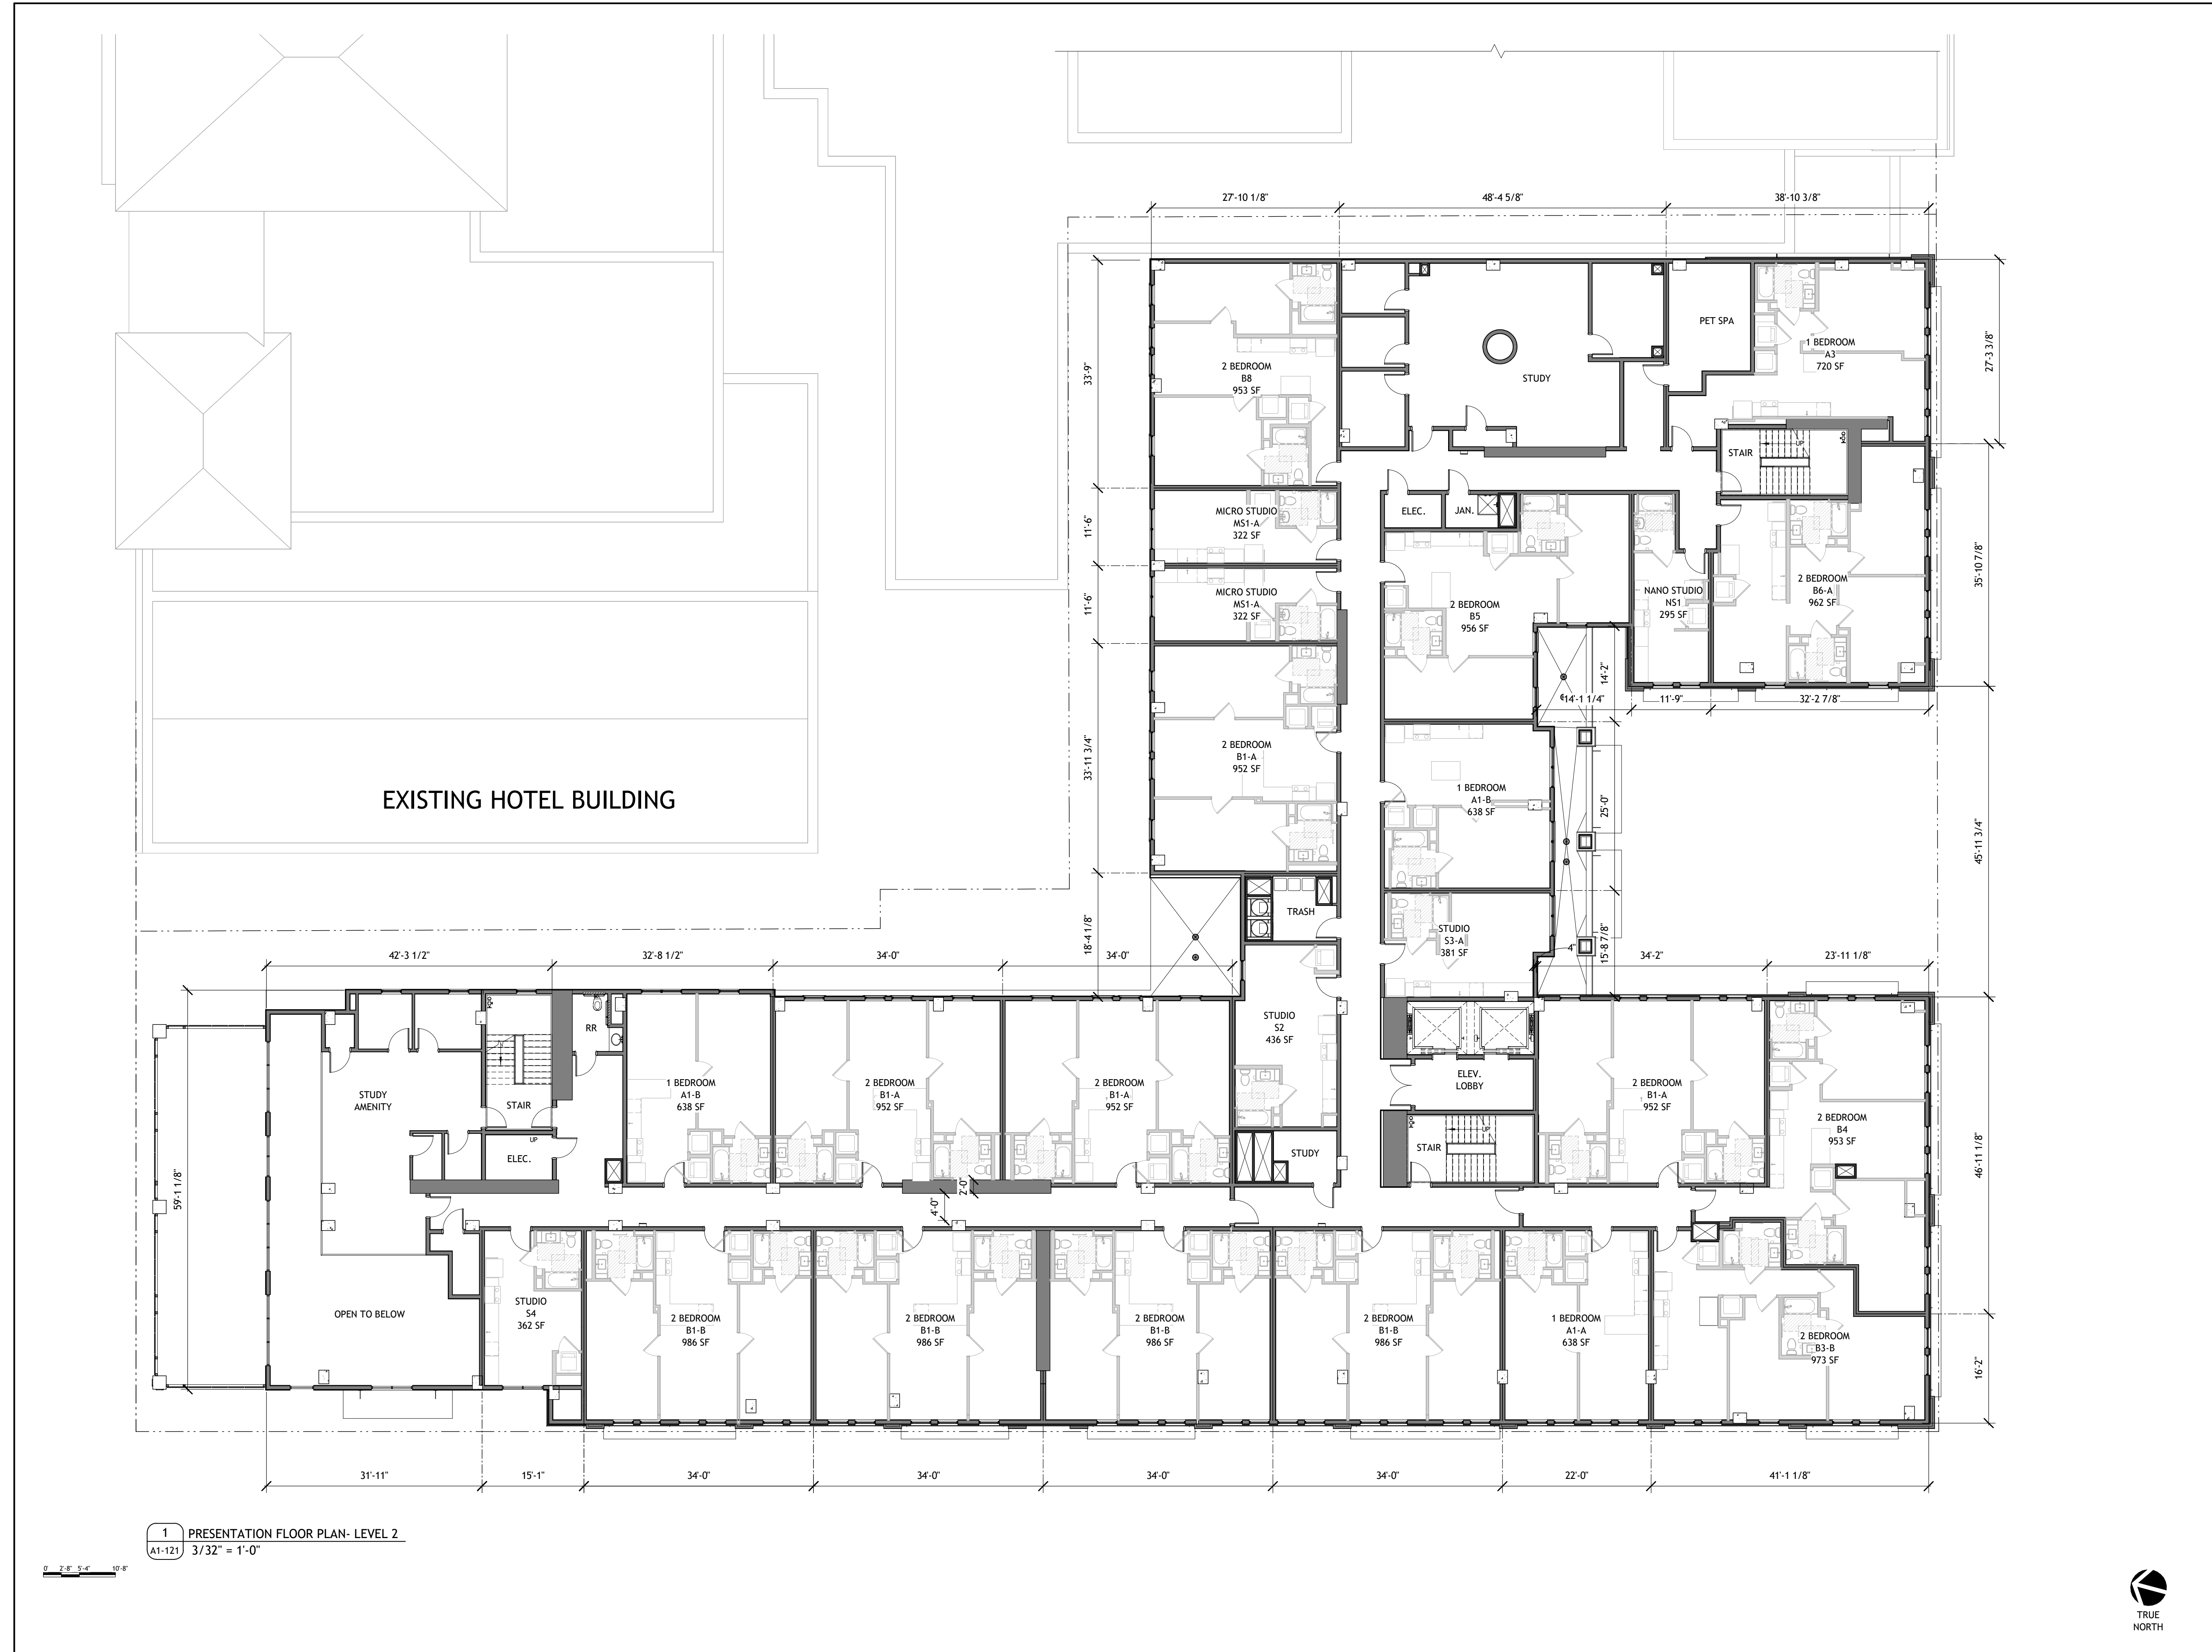 27'-10 1/8"
48'-4 5/8"
38'-10 3/8"
33'-9"
27'-3 3/8"
2 BEDROOM
B8
953 SF
STUDY
PET SPA
1 BEDROOM
A3
720 SF
STAIR
UP
MICRO STUDIO
MS1-A
322 SF
ELEC.
JAN.
11'-6"
MICRO STUDIO
MS1-A
322 SF
11'-6"
2 BEDROOM
B5
956 SF
NANO STUDIO
NS1
295 SF
2 BEDROOM
B6-A
962 SF
35'-10 7/8"
14'-2"
14'-1 1/4"
11'-9"
32'-2 7/8"
2 BEDROOM
B1-A
952 SF
33'-11 3/4"
EXISTING HOTEL BUILDING
1 BEDROOM
A1-B
638 SF
25'-0"
45'-11 3/4"
TRASH
18'-4 1/8"
STUDIO
S3-A
381 SF
4"
15'-8 7/8"
42'-3 1/2"
32'-8 1/2"
34'-0"
34'-0"
34'-2"
23'-11 1/8"
RR
STUDIO
S2
436 SF
ELEV.
LOBBY
STUDY
AMENITY
STAIR
UP
ELEC.
1 BEDROOM
A1-B
638 SF
2 BEDROOM
B1-A
952 SF
2 BEDROOM
B1-A
952 SF
STUDY
STAIR
UP
2 BEDROOM
B1-A
952 SF
2 BEDROOM
B4
953 SF
46'-11 1/8"
59'-1 1/8"
2'-0"
4'-0"
OPEN TO BELOW
STUDIO
S4
362 SF
2 BEDROOM
B1-B
986 SF
2 BEDROOM
B1-B
986 SF
2 BEDROOM
B1-B
986 SF
2 BEDROOM
B1-B
986 SF
1 BEDROOM
A1-A
638 SF
2 BEDROOM
B3-B
973 SF
16'-2"
31'-11"
15'-1"
34'-0"
34'-0"
34'-0"
34'-0"
22'-0"
41'-1 1/8"
1
A1-121
PRESENTATION FLOOR PLAN- LEVEL 2
3/32" = 1'-0"
0' 2'-8" 5'-4" 10'-8"
TRUE
NORTH